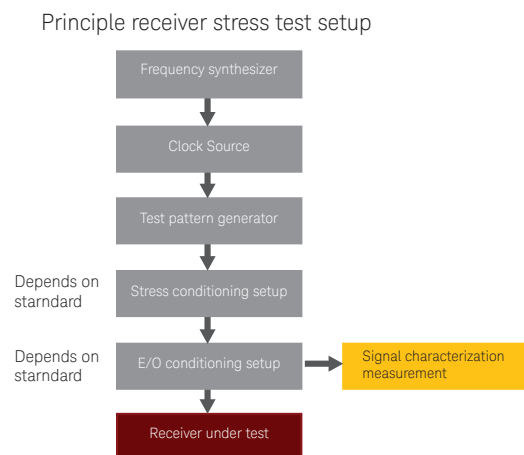 Principle receiver stress test setup
Frequency synthesizer
Clock Source
Test pattern generator
Depends on
starndard
Stress conditioning setup
Depends on
starndard
E/O conditioning setup
Signal characterization
measurement
Receiver under test